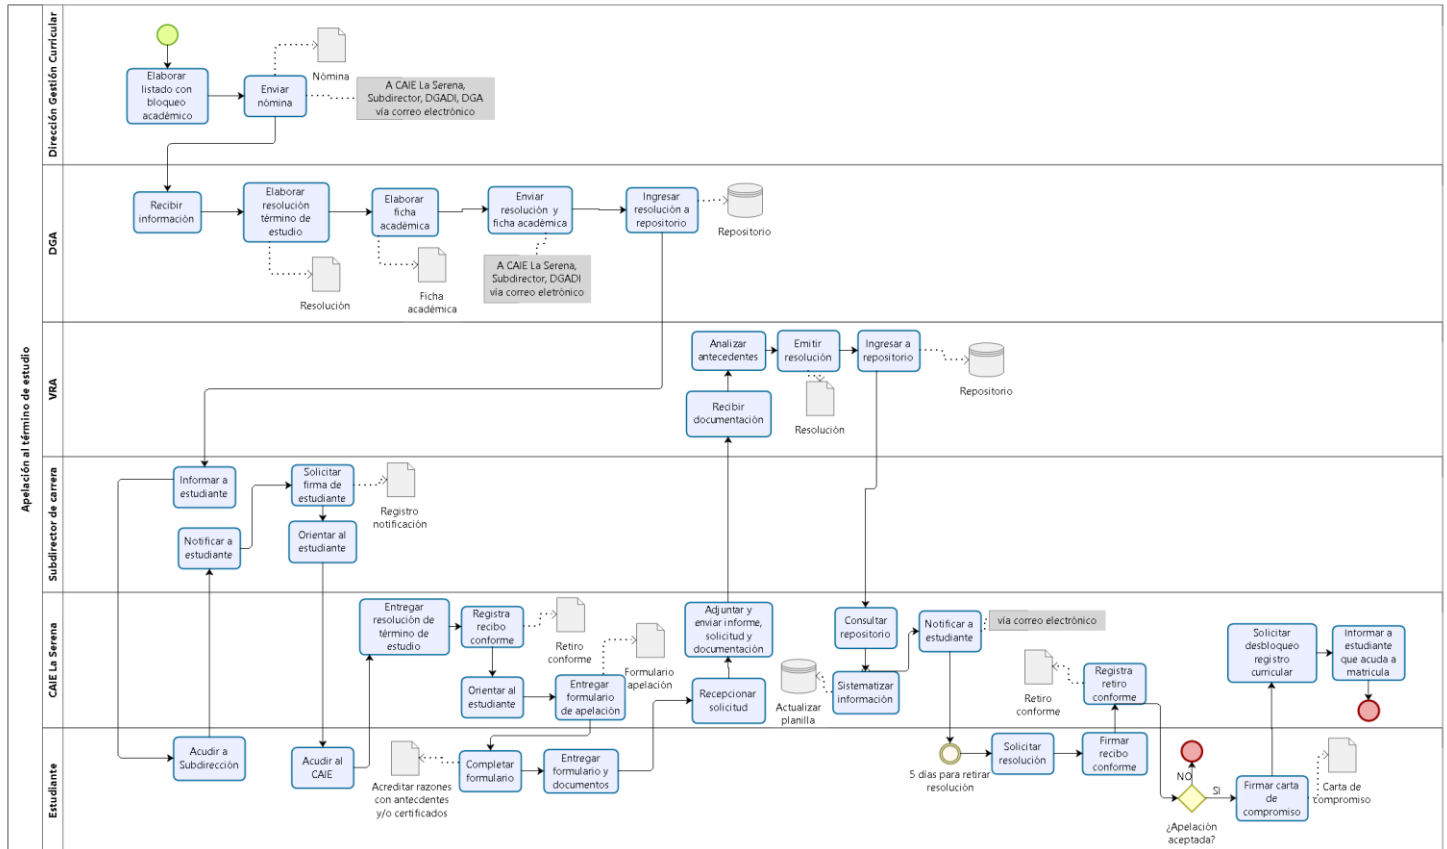 Apelación al término de estudio
Dirección Gestión Curricular
Elaborar
listado con
bloqueo
académico
Enviar
nómina
Nómina
A CAIE La Serena,
Subdirector, DGADI, DGA
vía correo electrónico
DGA
Recibir
información
Elaborar
resolución
término de
estudio
Resolución
Elaborar
ficha
académica
Ficha
académica
Enviar
resolución y
ficha académica
A CAIE La Serena,
Subdirector, DGADI
vía correo eletrónico
Ingresar
resolución a
repositorio
Repositorio
VRA
Analizar
antecedentes
Emitir
resolución
Ingresar a
repositorio
Repositorio
Recibir
documentación
Resolución
Subdirector de carrera
Informar a
estudiante
Solicitar
firma de
estudiante
Registro
notificación
Notificar a
estudiante
Orientar al
estudiante
CAIE La Serena
Entregar
resolución de
término de
estudio
Registra
recibo
conforme
Retiro
conforme
Orientar al
estudiante
Entregar
formulario
de apelación
Formulario
apelación
Adjuntar y
enviar informe,
solicitud y
documentación
Recepcionar
solicitud
Consultar
repositorio
Sistematizar
información
Actualizar
planilla
Notificar a
estudiante
vía correo electrónico
Registra
retiro
conforme
Retiro
conforme
Solicitar
desbloqueo
registro
curricular
Informar a
estudiante
que acuda a
matricula
Estudiante
Acudir a
Subdirección
Acudir al
CAIE
Acreditar razones
con antecdentes
y/o certificados
Completar
formulario
Entregar
formulario y
documentos
5 días para retirar
resolución
Solicitar
resolución
Firmar
recibo
conforme
NO
SI
¿Apelación
aceptada?
Firmar carta
de
compromiso
Carta de
compromiso